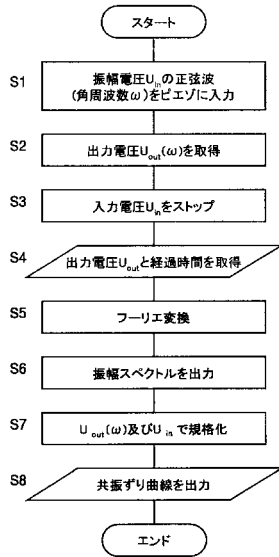 スタート
S1
振幅電圧Uinの正弦波
(角周波数ω)をピエゾに入力
S2
出力電圧Uout(ω)を取得
S3
入力電圧Uinをストップ
S4
出力電圧Uoutと経過時間を取得
S5
フーリエ変換
S6
振幅スペクトルを出力
S7
Uout(ω)及びUinで規格化
S8
共振ずり曲線を出力
エンド